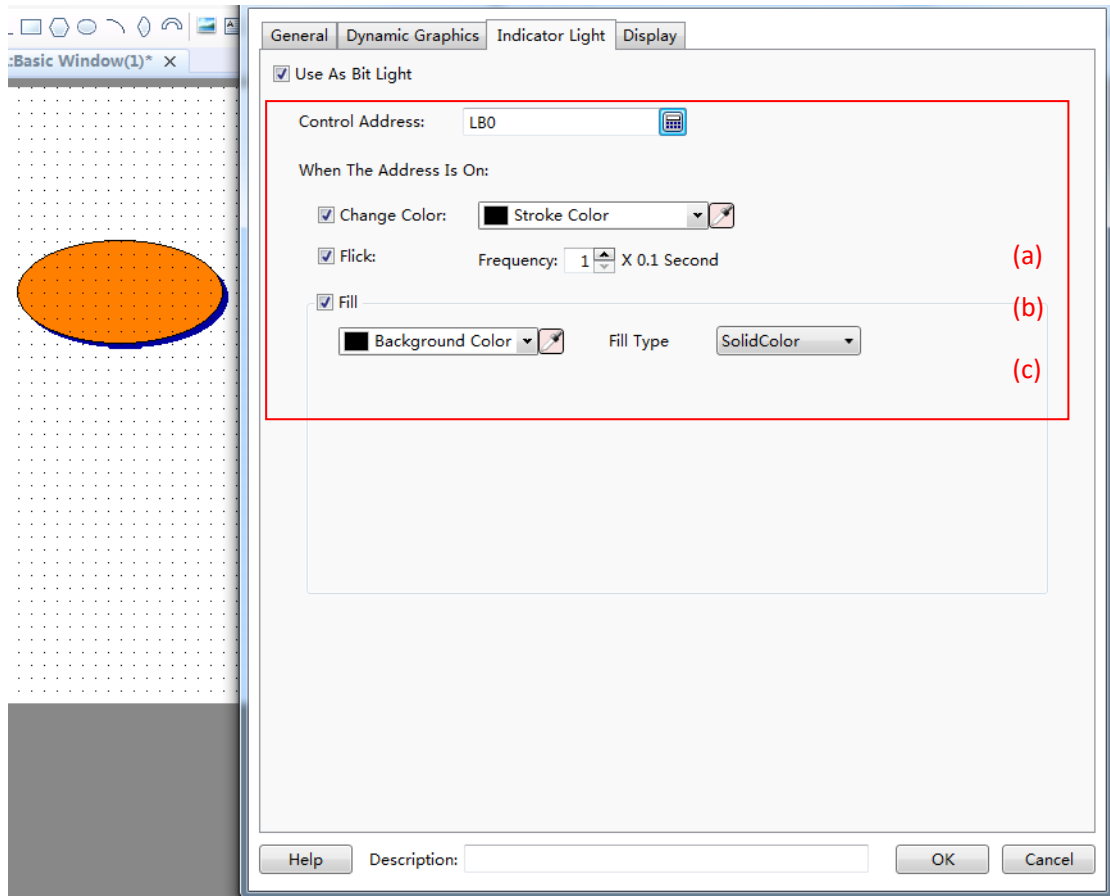 :Basic Window(1)* X
General Dynamic Graphics Indicator Light Display
Use As Bit Light
Control Address: LB0
When The Address Is On:
Change Color: Stroke Color
Flick: Frequency: 1 X 0.1 Second
(a)
Fill
(b)
Background Color Fill Type SolidColor
(c)
Help Description: OK Cancel